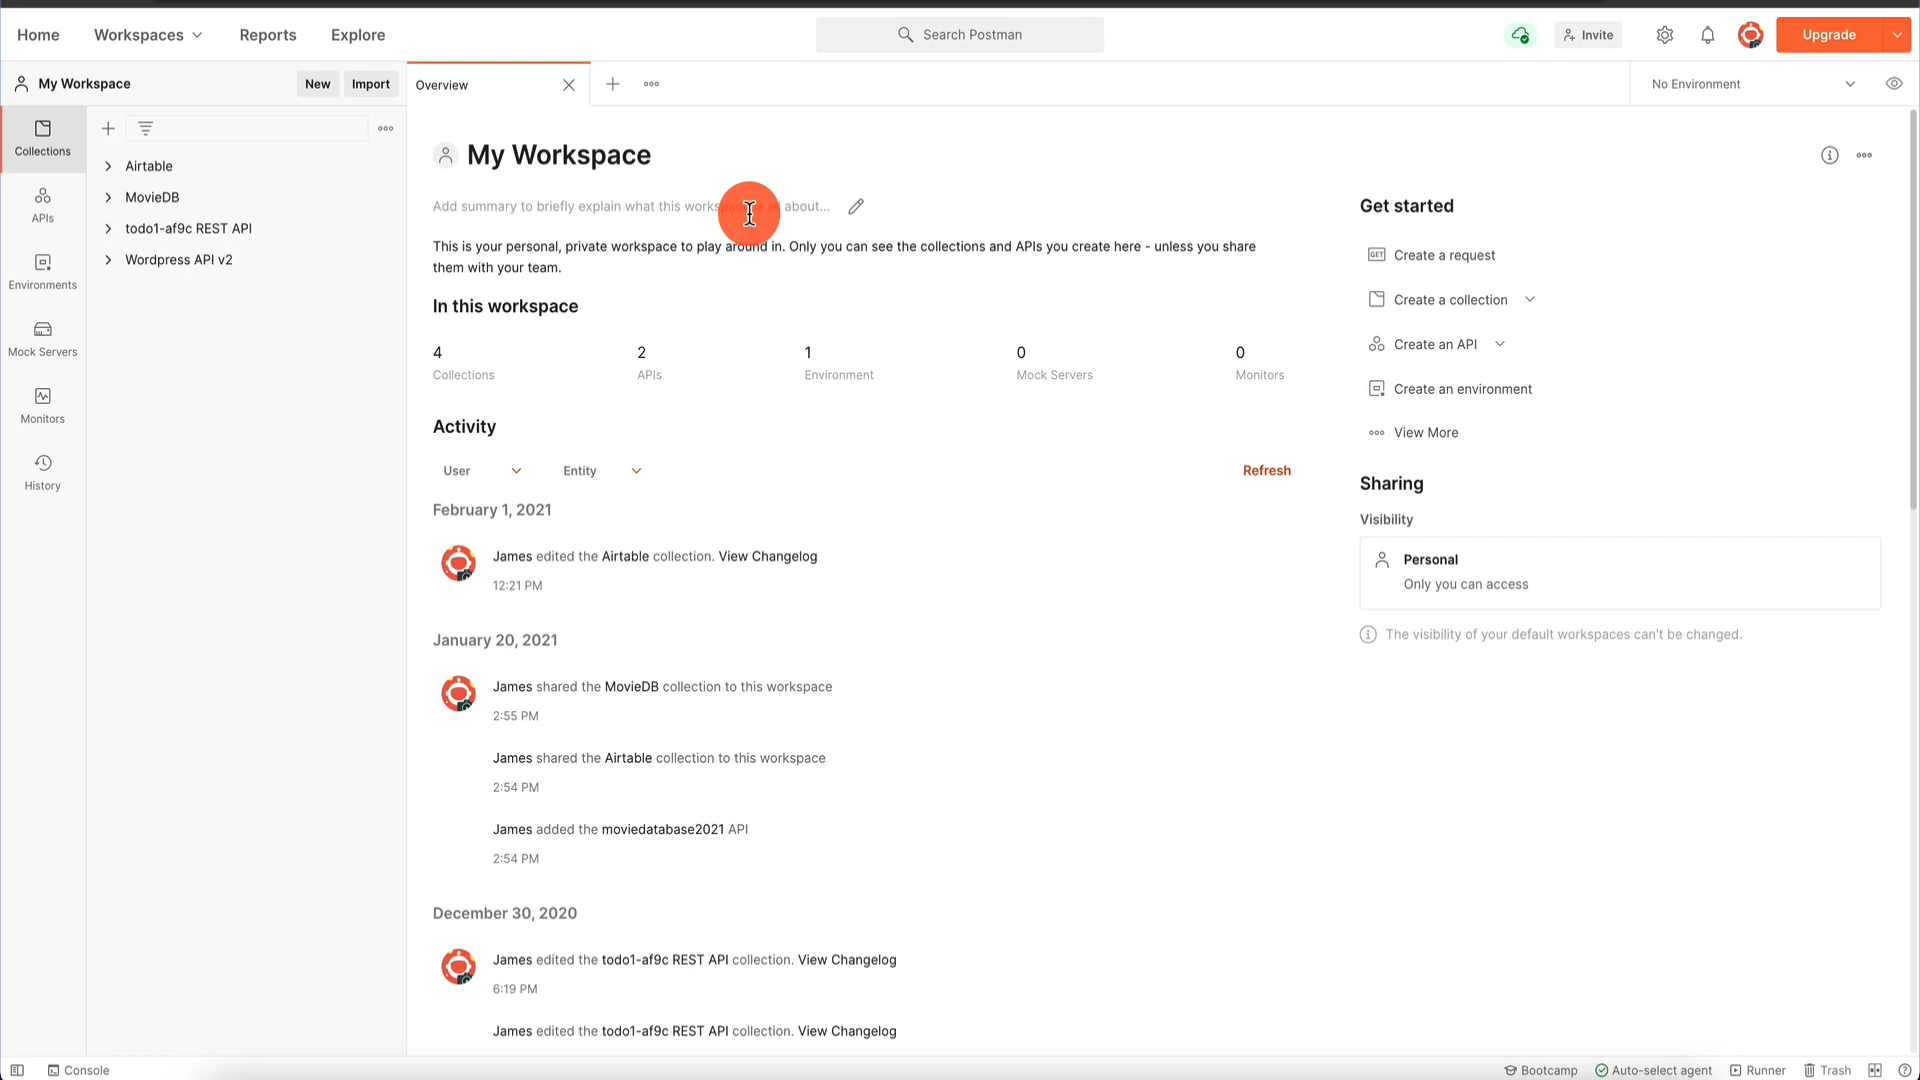 Home
Workspaces
Reports
Explore
Search Postman
Invite
Upgrade
My Workspace
New
Import
Overview
No Environment
Collections
APIs
Environments
Mock Servers
Monitors
History
Airtable
MovieDB
todo1-af9c REST API
Wordpress API v2
My Workspace
Add summary to briefly explain what this works about...
This is your personal, private workspace to play around in. Only you can see the collections and APIs you create here - unless you share
them with your team.
In this workspace
4
Collections
2
APIs
1
Environment
0
Mock Servers
0
Monitors
Activity
User
Entity
Refresh
February 1, 2021
James edited the Airtable collection. View Changelog
12:21 PM
January 20, 2021
James shared the MovieDB collection to this workspace
2:55 PM
James shared the Airtable collection to this workspace
2:54 PM
James added the moviedatabase2021 API
2:54 PM
December 30, 2020
James edited the todo1-af9c REST API collection. View Changelog
6:19 PM
James edited the todo1-af9c REST API collection. View Changelog
Get started
GET Create a request
Create a collection
Create an API
Create an environment
View More
Sharing
Visibility
Personal
Only you can access
The visibility of your default workspaces can't be changed.
Console
Bootcamp
Auto-select agent
Runner
Trash